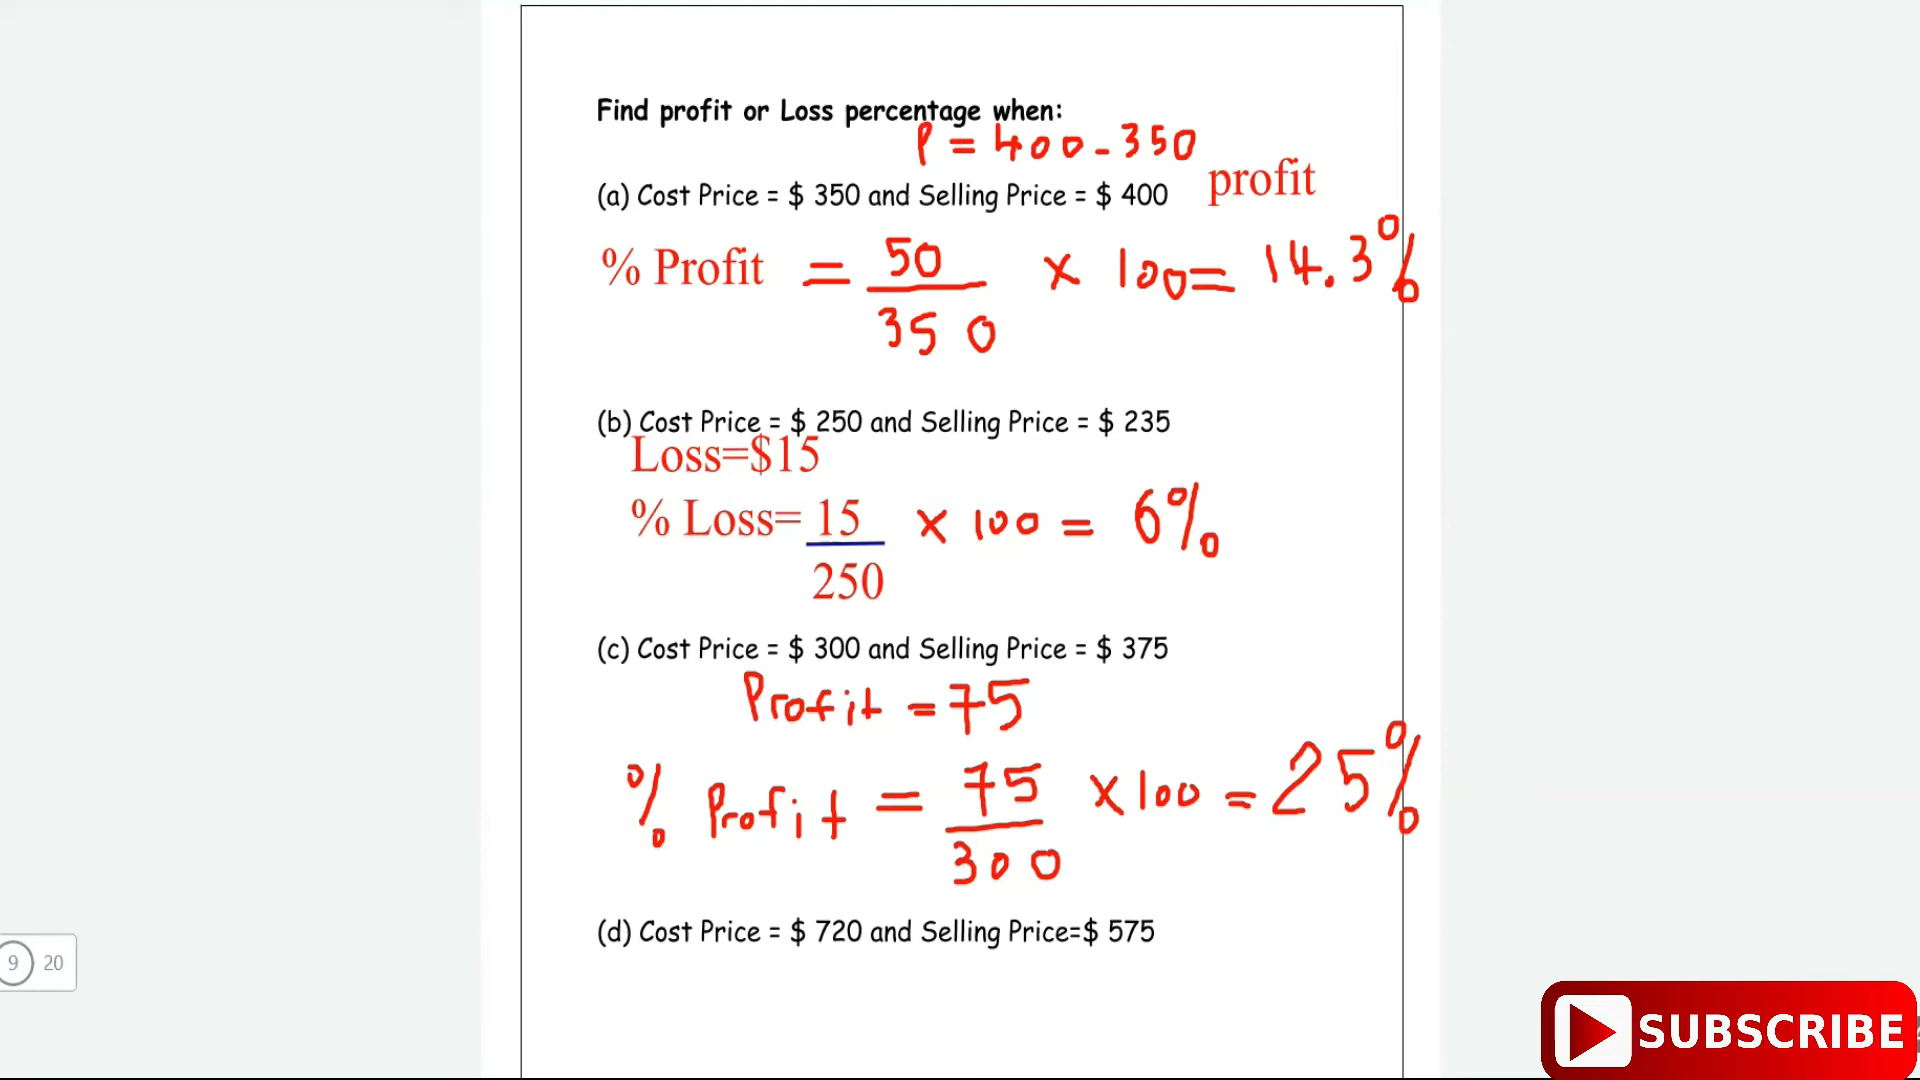 Find profit or Loss percentage when:
P = 400 - 350
(a) Cost Price = $ 350 and Selling Price = $ 400
profit
% Profit = 50 x 100 = 14.3%
350
(b) Cost Price = $ 250 and Selling Price = $ 235
Loss=$15
% Loss= 15 x 100 = 6%
250
(c) Cost Price = $ 300 and Selling Price = $ 375
Profit = 75
% Profit = 75 x 100 = 25%
300
(d) Cost Price = $ 720 and Selling Price=$ 575
9 20
SUBSCRIBE